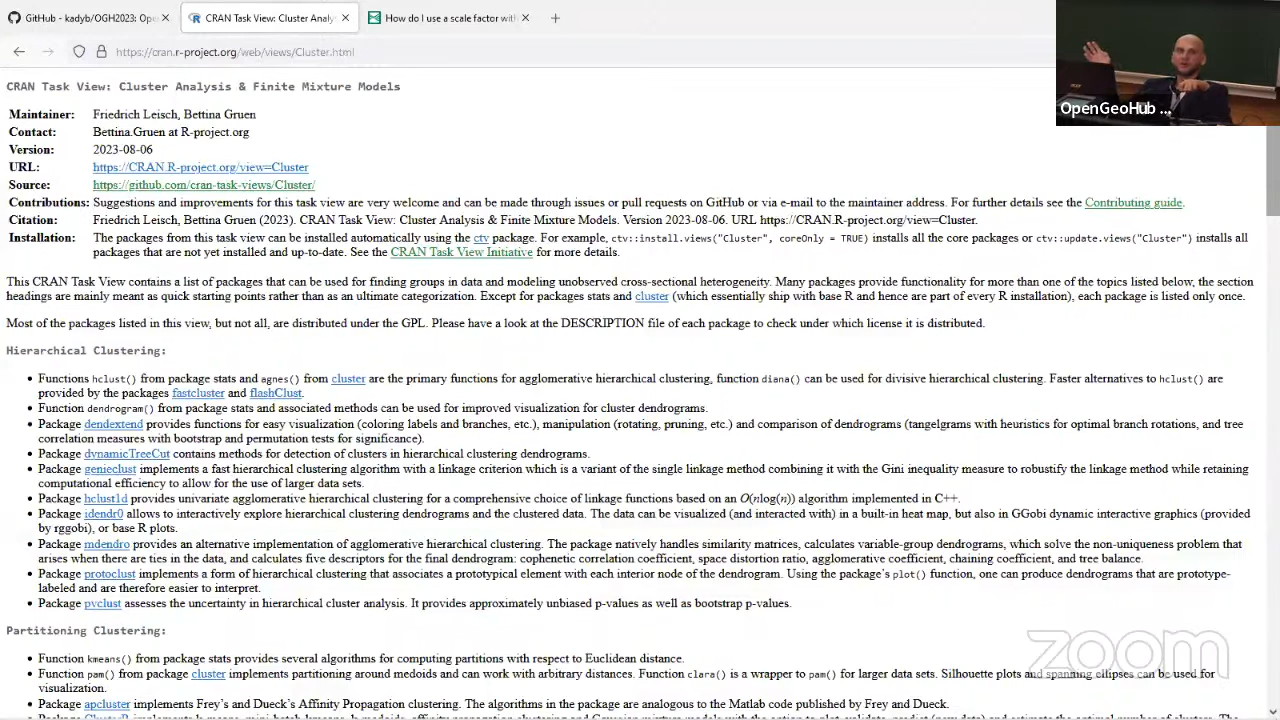 GitHub - kadyb/OGH2023: Op
CRAN Task View: Cluster Analy
How do I use a scale factor with
https://cran.r-project.org/web/views/Cluster.html
OpenGeoHub ...
CRAN Task View: Cluster Analysis & Finite Mixture Models
Maintainer: Friedrich Leisch, Bettina Gruen
Contact: Bettina.Gruen at R-project.org
Version: 2023-08-06
URL: https://CRAN.R-project.org/view=Cluster
Source: https://github.com/cran-task-views/Cluster/
Contributions: Suggestions and improvements for this task view are very welcome and can be made through issues or pull requests on GitHub or via e-mail to the maintainer address. For further details see the Contributing guide.
Citation: Friedrich Leisch, Bettina Gruen (2023). CRAN Task View: Cluster Analysis & Finite Mixture Models. Version 2023-08-06. URL https://CRAN.R-project.org/view=Cluster.
Installation: The packages from this task view can be installed automatically using the ctv package. For example, ctv::install.views("Cluster", coreOnly = TRUE) installs all the core packages or ctv::update.views("Cluster") installs all
packages that are not yet installed and up-to-date. See the CRAN Task View Initiative for more details.
This CRAN Task View contains a list of packages that can be used for finding groups in data and modeling unobserved cross-sectional heterogeneity. Many packages provide functionality for more than one of the topics listed below, the section
headings are mainly meant as quick starting points rather than as an ultimate categorization. Except for packages stats and cluster (which essentially ship with base R and hence are part of every R installation), each package is listed only once.
Most of the packages listed in this view, but not all, are distributed under the GPL. Please have a look at the DESCRIPTION file of each package to check under which license it is distributed.
Hierarchical Clustering:
• Functions hclust() from package stats and agnes() from cluster are the primary functions for agglomerative hierarchical clustering, function diana() can be used for divisive hierarchical clustering. Faster alternatives to hclust() are
provided by the packages fastcluster and flashClust.
• Function dendrogram() from package stats and associated methods can be used for improved visualization for cluster dendrograms.
• Package dendextend provides functions for easy visualization (coloring labels and branches, etc.), manipulation (rotating, pruning, etc.) and comparison of dendrograms (tangelgrams with heuristics for optimal branch rotations, and tree
correlation measures with bootstrap and permutation tests for significance).
• Package dynamicTreeCut contains methods for detection of clusters in hierarchical clustering dendrograms.
• Package genieclust implements a fast hierarchical clustering algorithm with a linkage criterion which is a variant of the single linkage method combining it with the Gini inequality measure to robustify the linkage method while retaining
computational efficiency to allow for the use of larger data sets.
• Package hclust1d provides univariate agglomerative hierarchical clustering for a comprehensive choice of linkage functions based on an O(nlog(n)) algorithm implemented in C++.
• Package idendr0 allows to interactively explore hierarchical clustering dendrograms and the clustered data. The data can be visualized (and interacted with) in a built-in heat map, but also in GGobi dynamic interactive graphics (provided
by rggobi), or base R plots.
• Package mdendro provides an alternative implementation of agglomerative hierarchical clustering. The package natively handles similarity matrices, calculates variable-group dendrograms, which solve the non-uniqueness problem that
arises when there are ties in the data, and calculates five descriptors for the final dendrogram: cophenetic correlation coefficient, space distortion ratio, agglomerative coefficient, chaining coefficient, and tree balance.
• Package protoclust implements a form of hierarchical clustering that associates a prototypical element with each interior node of the dendrogram. Using the package's plot() function, one can produce dendrograms that are prototype-
labeled and are therefore easier to interpret.
• Package pvclust assesses the uncertainty in hierarchical cluster analysis. It provides approximately unbiased p-values as well as bootstrap p-values.
Partitioning Clustering:
• Function kmeans() from package stats provides several algorithms for computing partitions with respect to Euclidean distance.
• Function pam() from package cluster implements partitioning around medoids and can work with arbitrary distances. Function clara() is a wrapper to pam() for larger data sets. Silhouette plots and spanning ellipses can be used for
visualization.
• Package apcluster implements Frey's and Dueck's Affinity Propagation clustering. The algorithms in the package are analogous to the Matlab code published by Frey and Dueck.
zoom